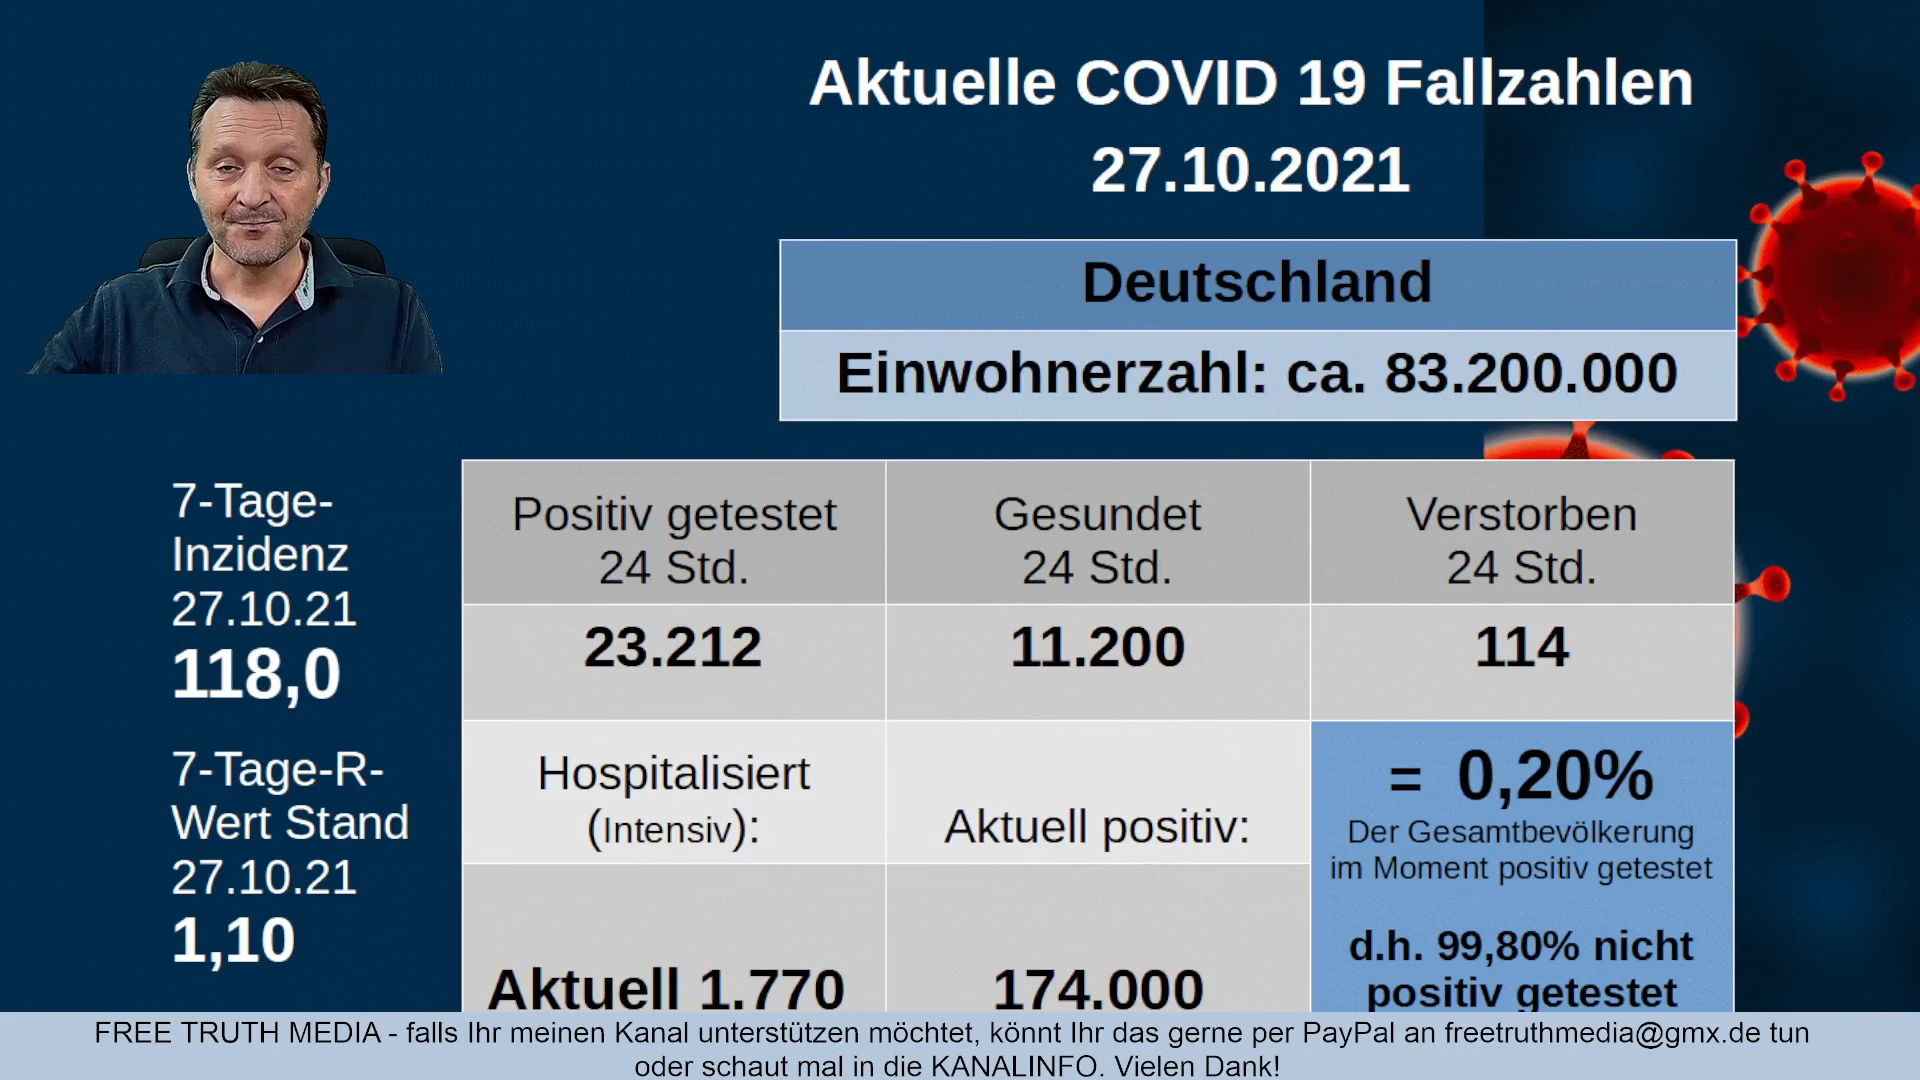 Aktuelle COVID 19 Fallzahlen
27.10.2021
Deutschland
Einwohnerzahl: ca. 83.200.000
7-Tage-
Inzidenz
27.10.21
118,0
7-Tage-R-
Wert Stand
27.10.21
1,10
Positiv getestet
24 Std.
Gesundet
24 Std.
Verstorben
24 Std.
23.212
11.200
114
Hospitalisiert
(Intensiv):
Aktuell positiv:
= 0,20%
Der Gesamtbevölkerung
im Moment positiv getestet
d.h. 99,80% nicht
positiv getestet
Aktuell 1.770
174.000
FREE TRUTH MEDIA - falls Ihr meinen Kanal unterstützen möchtet, könnt Ihr das gerne per PayPal an freetruthmedia@gmx.de tun
oder schaut mal in die KANALINFO. Vielen Dank!